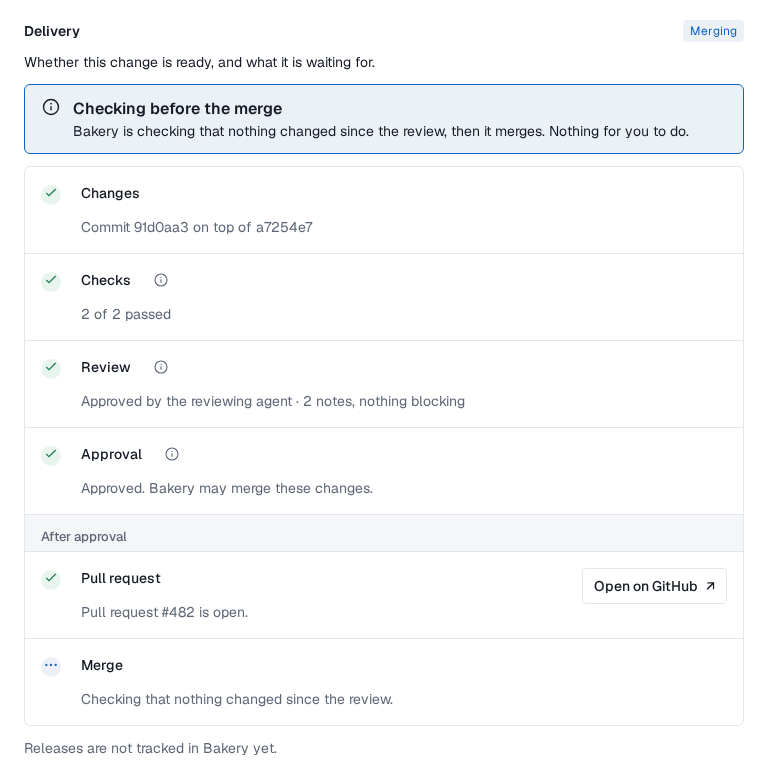 Delivery
Merging
Whether this change is ready, and what it is waiting for.
Checking before the merge
Bakery is checking that nothing changed since the review, then it merges. Nothing for you to do.
Changes
Commit 91d0aa3 on top of a7254e7
Checks
2 of 2 passed
Review
Approved by the reviewing agent · 2 notes, nothing blocking
Approval
Approved. Bakery may merge these changes.
After approval
Pull request
Open on GitHub
Pull request #482 is open.
Merge
Checking that nothing changed since the review.
Releases are not tracked in Bakery yet.